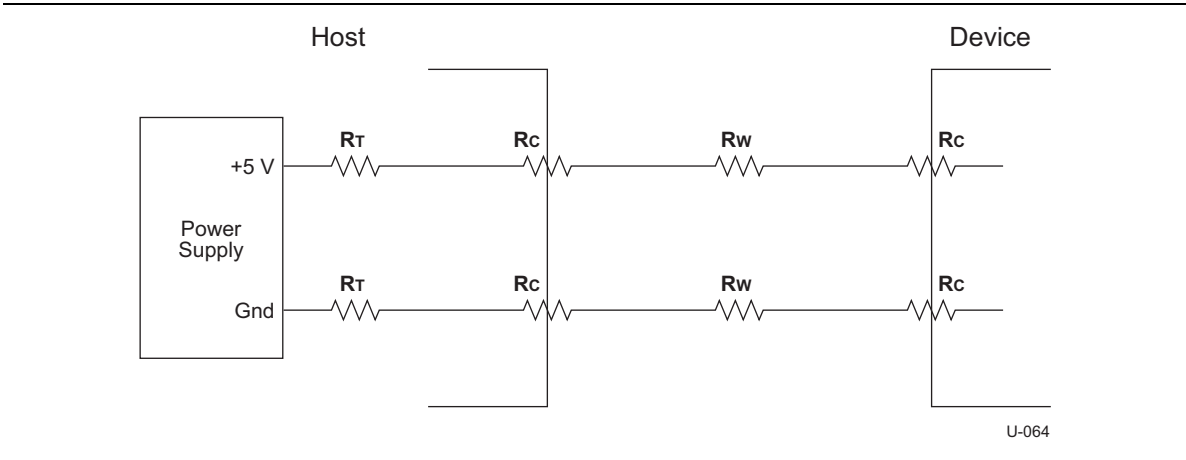 Host
Device
RT
RC
RW
RC
+5 V
Power
Supply
RT
RC
RW
RC
Gnd
U-064